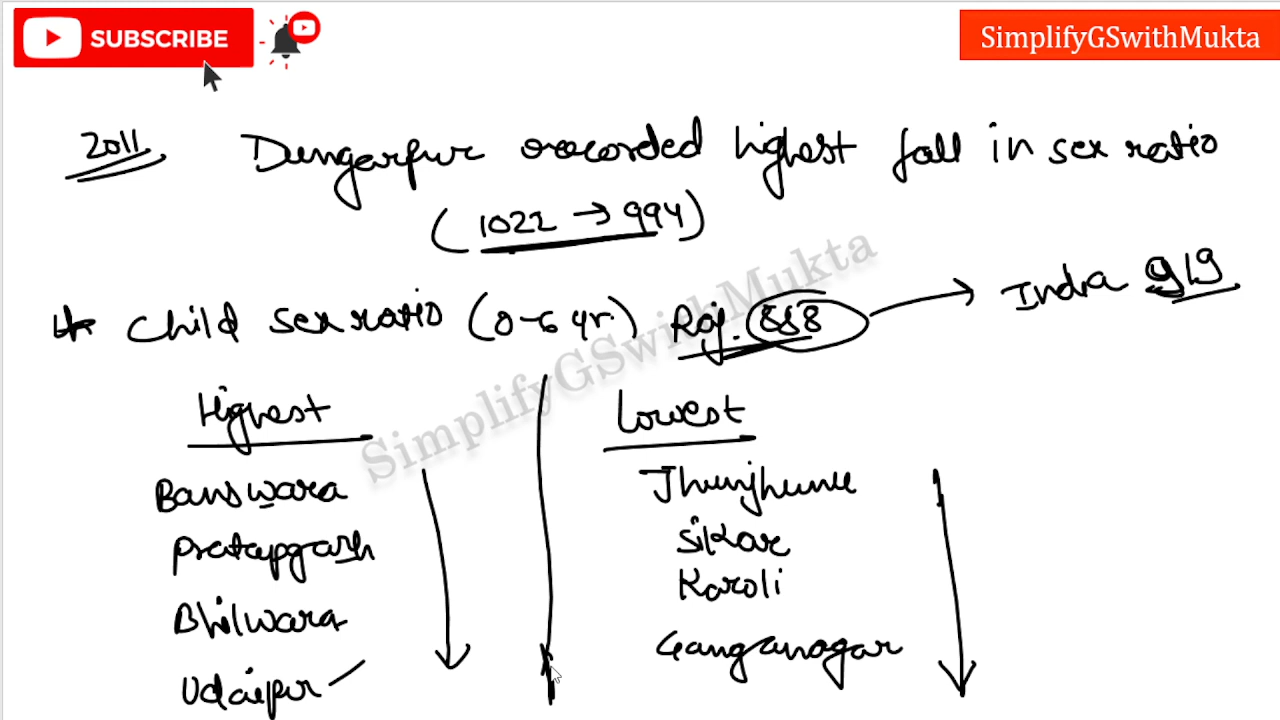 SUBSCRIBE
SimplifyGSwithMukta
2011 Dungarpur recorded highest fall in sex ratio
(1022 → 994)
SimplifyGSwithMukta
* Child sex ratio (0-6 yr.) Raj. 888 → India 919
Highest
Lowest
Banswara
Pratapgarh
Bhilwara
Udaipur
Jhunjhunu
Sikar
Karoli
Ganganagar